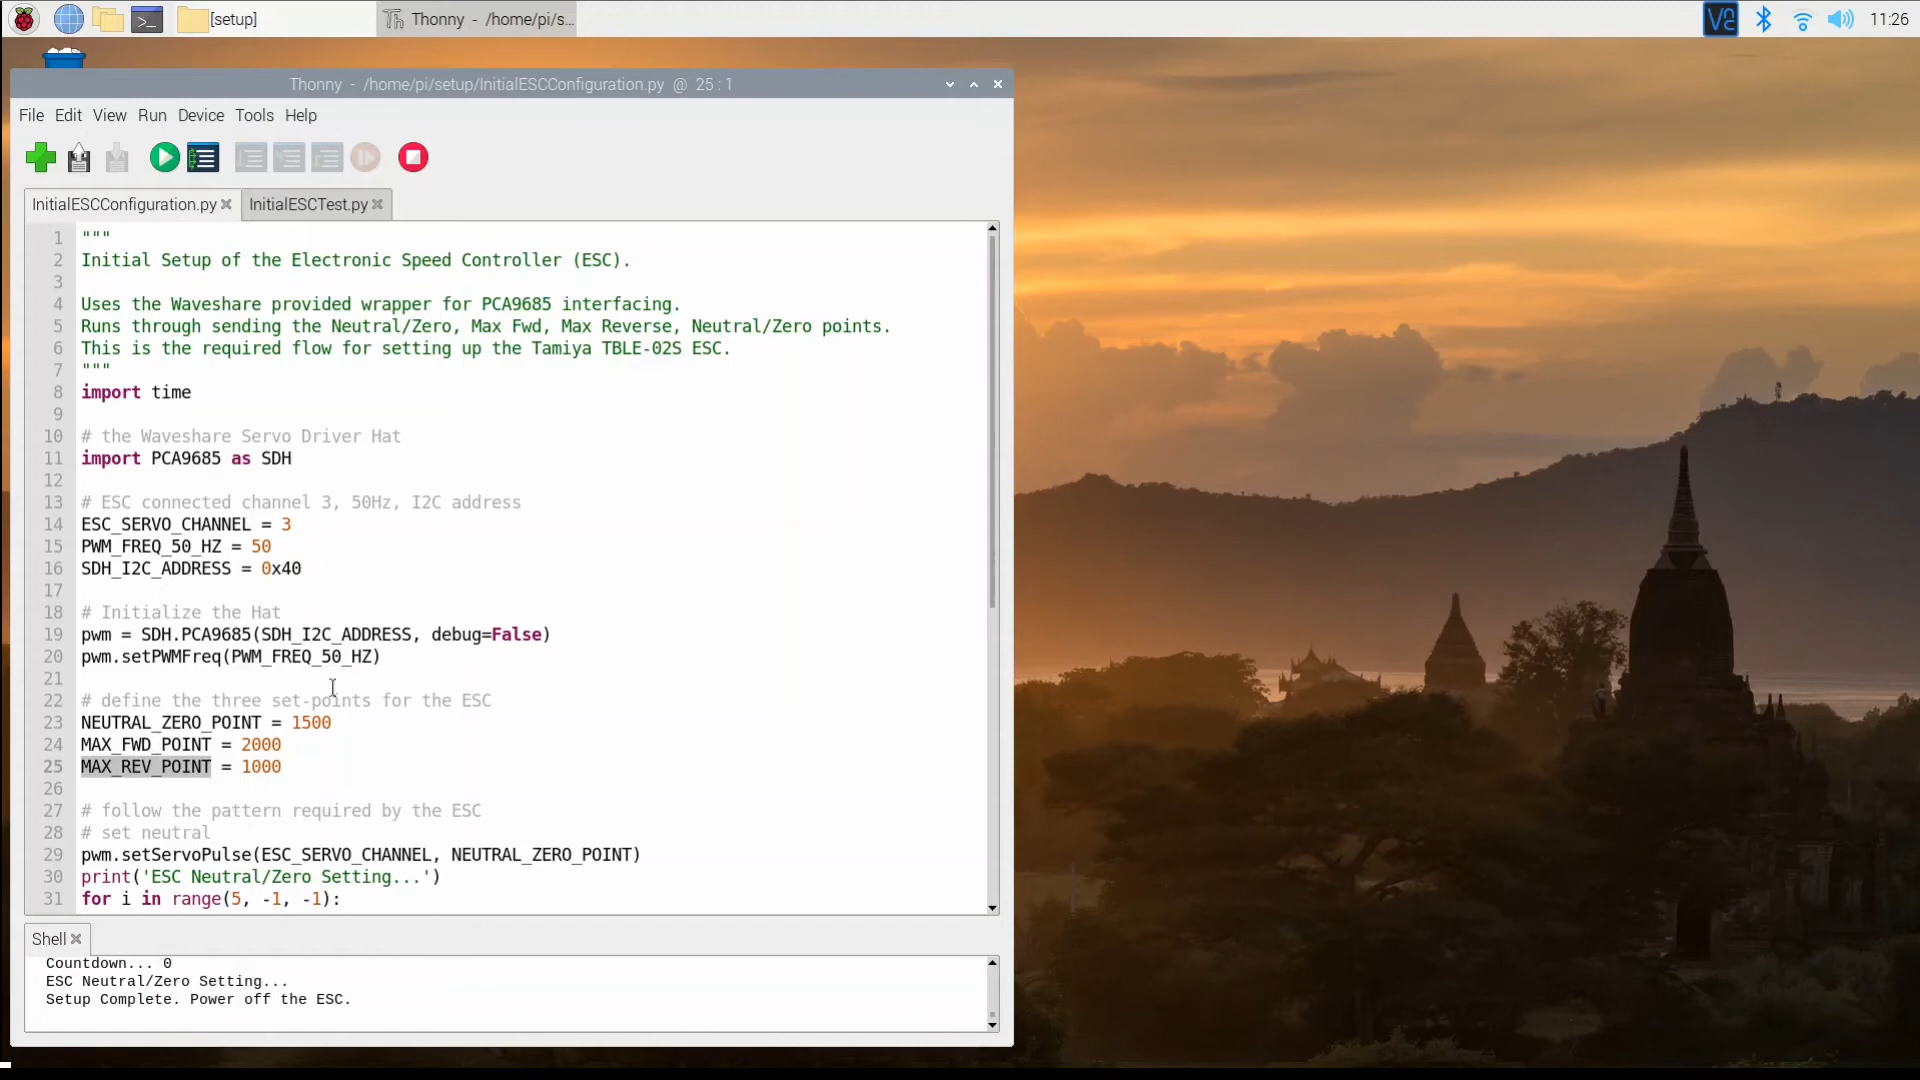 [setup]
Thonny - /home/pi/s...
11:26
Thonny - /home/pi/setup/InitialESCConfiguration.py @ 25 : 1
File Edit View Run Device Tools Help
InitialESCConfiguration.py
InitialESCTest.py
1 """
2 Initial Setup of the Electronic Speed Controller (ESC).
3
4 Uses the Waveshare provided wrapper for PCA9685 interfacing.
5 Runs through sending the Neutral/Zero, Max Fwd, Max Reverse, Neutral/Zero points.
6 This is the required flow for setting up the Tamiya TBLE-02S ESC.
7 """
8 import time
9
10 # the Waveshare Servo Driver Hat
11 import PCA9685 as SDH
12
13 # ESC connected channel 3, 50Hz, I2C address
14 ESC_SERVO_CHANNEL = 3
15 PWM_FREQ_50_HZ = 50
16 SDH_I2C_ADDRESS = 0x40
17
18 # Initialize the Hat
19 pwm = SDH.PCA9685(SDH_I2C_ADDRESS, debug=False)
20 pwm.setPWMFreq(PWM_FREQ_50_HZ)
21
22 # define the three set-points for the ESC
23 NEUTRAL_ZERO_POINT = 1500
24 MAX_FWD_POINT = 2000
25 MAX_REV_POINT = 1000
26
27 # follow the pattern required by the ESC
28 # set neutral
29 pwm.setServoPulse(ESC_SERVO_CHANNEL, NEUTRAL_ZERO_POINT)
30 print('ESC Neutral/Zero Setting...')
31 for i in range(5, -1, -1):
Shell
Countdown... 0
ESC Neutral/Zero Setting...
Setup Complete. Power off the ESC.